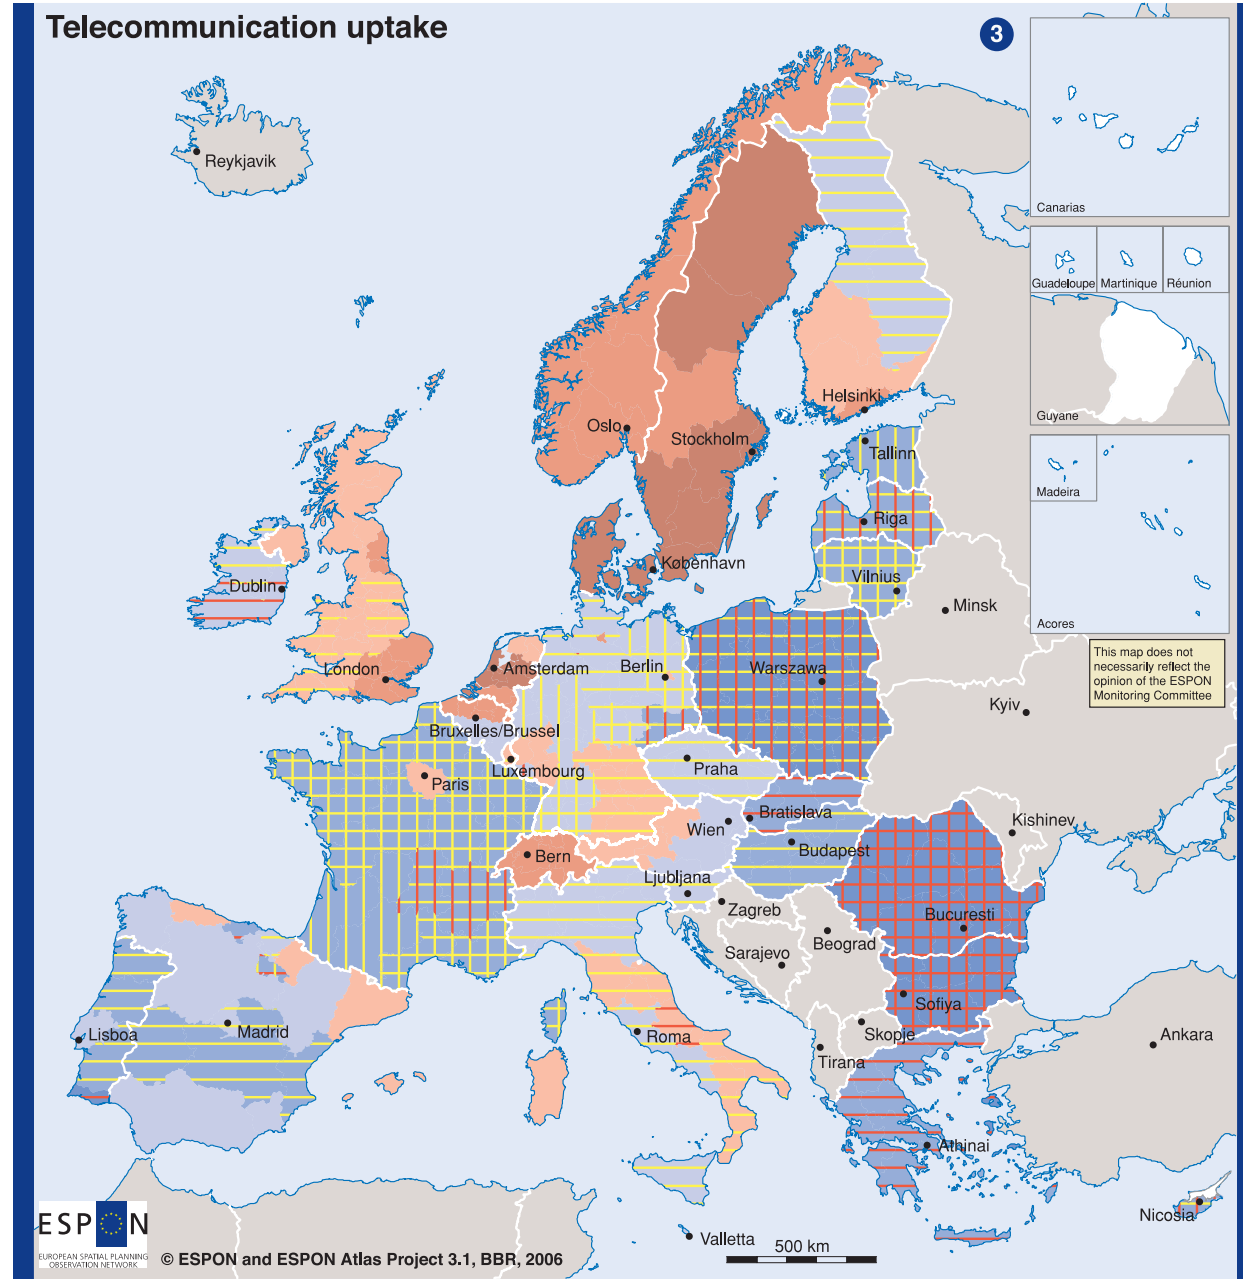 Telecommunication uptake
3
Canarias
Reykjavik
Guadeloupe
Martinique
Réunion
Guyane
Helsinki
Oslo
Stockholm
Tallinn
Madeira
Riga
København
Vilnius
Dublin
Minsk
Acores
This map does not
necessarily reflect the
opinion of the ESPON
Monitoring Committee
London
Amsterdam
Berlin
Warszawa
Kyiv
Bruxelles/Brussel
Luxembourg
Praha
Paris
Bratislava
Kishinev
Wien
Budapest
Bern
Ljubljana
Zagreb
Bucuresti
Beograd
Sarajevo
Sofiya
Lisboa
Madrid
Roma
Skopje
Ankara
Tirana
Athinai
Nicosia
Valletta
500 km
ESPON
EUROPEAN SPATIAL PLANNING
OBSERVATION NETWORK
© ESPON and ESPON Atlas Project 3.1, BBR, 2006